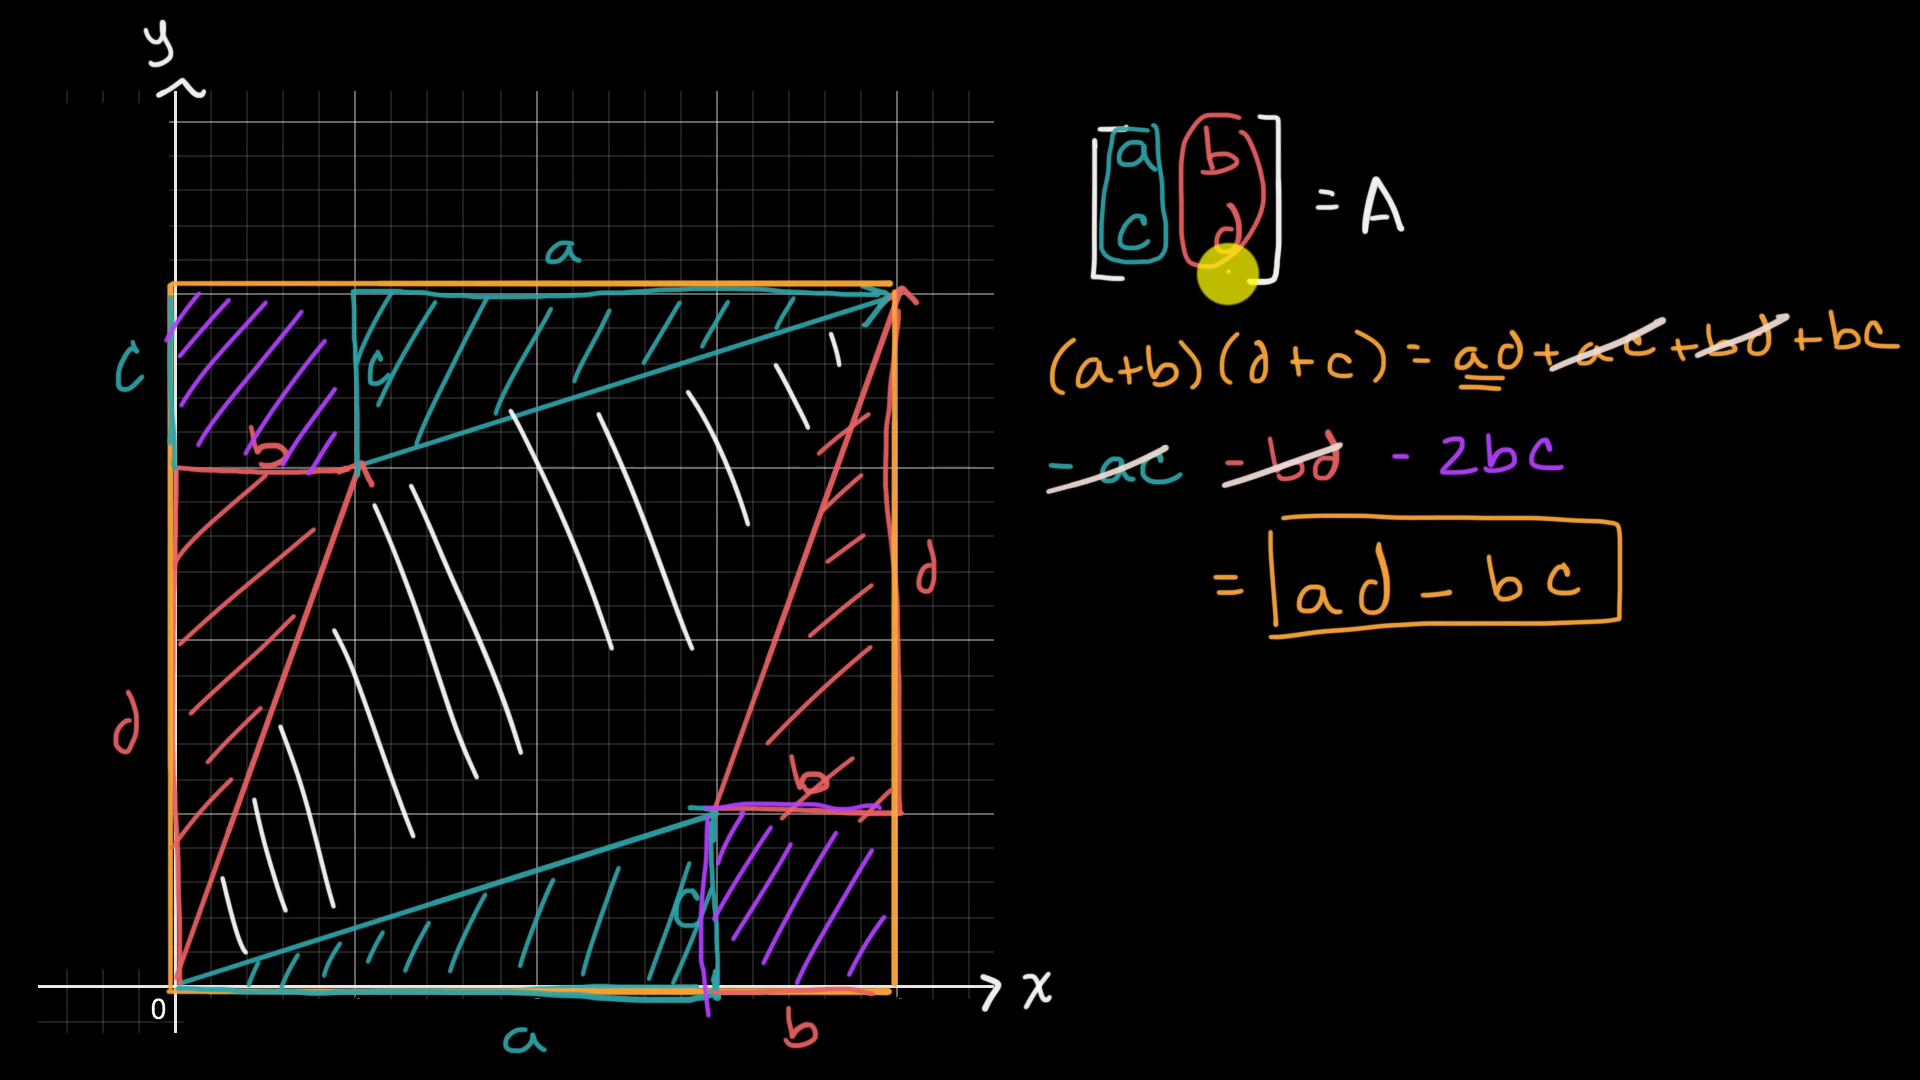 y
a
c
c
b
d
d
b
c
0
x
a
b
[a b
c d] = A
(a+b)(d+c) = ad+ac+bd+bc
- ac - bd - 2bc
= ad - bc